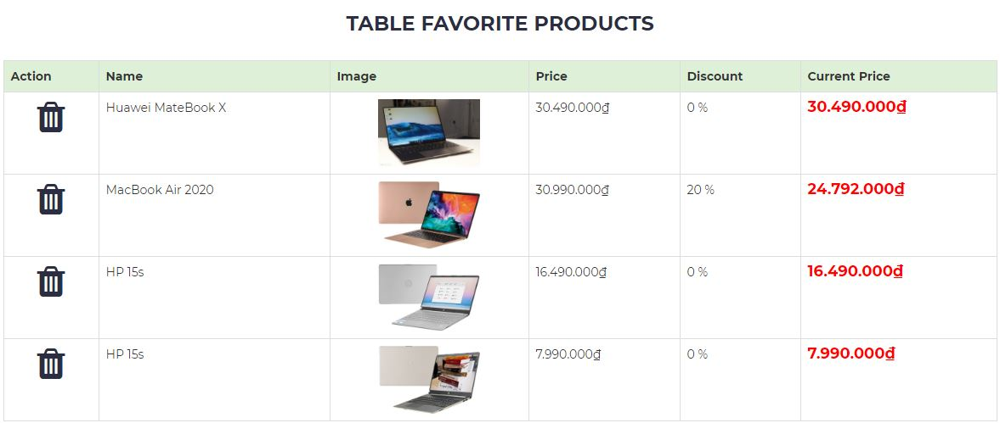 TABLE FAVORITE PRODUCTS
Action Name Image Price Discount Current Price
Huawei MateBook X 30.490.000₫ 0 % 30.490.000₫
MacBook Air 2020 30.990.000₫ 20 % 24.792.000₫
HP 15s 16.490.000₫ 0 % 16.490.000₫
HP 15s 7.990.000₫ 0 % 7.990.000₫